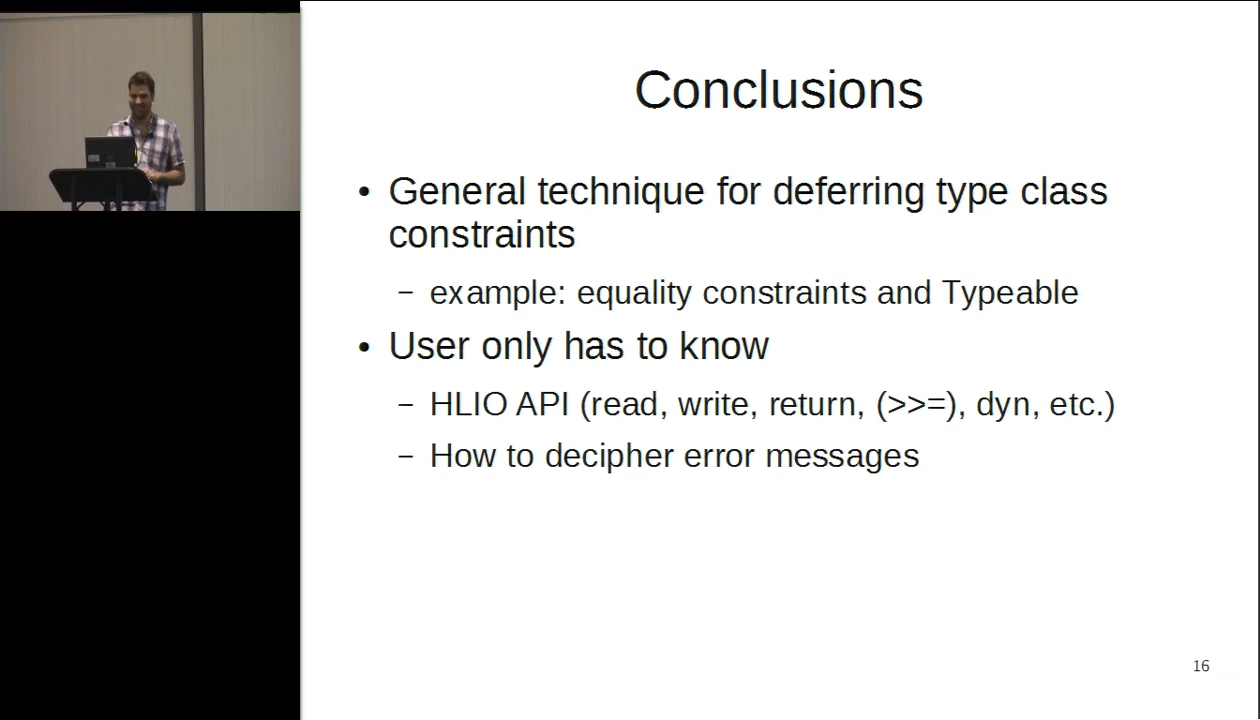 Conclusions
• General technique for deferring type class
constraints
– example: equality constraints and Typeable
• User only has to know
– HLIO API (read, write, return, (>>=), dyn, etc.)
– How to decipher error messages
16